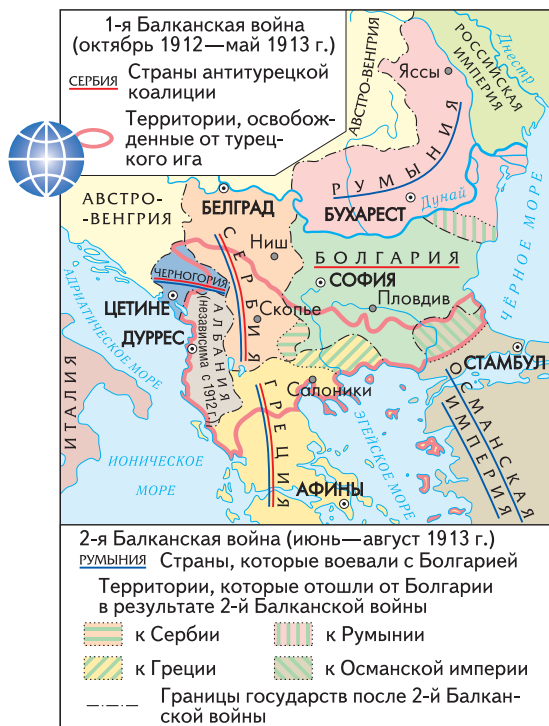 1-я Балканская война
(октябрь 1912—май 1913 г.)
СЕРБИЯ Страны антитурецкой
коалиции
Территории, освобож-
денные от турец-
кого ига
АВСТРО-ВЕНГРИЯ
РОССИЙСКАЯ
ИМПЕРИЯ
Днестр
Яссы
РУМЫНИЯ
АВСТРО-
-ВЕНГРИЯ
БЕЛГРАД
БУХАРЕСТ
Дунай
ЧЁРНОЕ МОРЕ
Ниш
СЕРБИЯ
БОЛГАРИЯ
СОФИЯ
Пловдив
ЧЕРНОГОРИЯ
ЦЕТИНЕ
АДРИАТИЧЕСКОЕ МОРЕ
Скопье
ДУРРЕС
АЛБАНИЯ
(независима с 1912 г.)
СТАМБУЛ
ИТАЛИЯ
Салоники
ГРЕЦИЯ
ОСМАНСКАЯ
ИМПЕРИЯ
ЭГЕЙСКОЕ МОРЕ
ИОНИЧЕСКОЕ
МОРЕ
АФИНЫ
2-я Балканская война (июнь—август 1913 г.)
РУМЫНИЯ Страны, которые воевали с Болгарией
Территории, которые отошли от Болгарии
в результате 2-й Балканской войны
к Сербии
к Румынии
к Греции
к Османской империи
Границы государств после 2-й Балкан-
ской войны